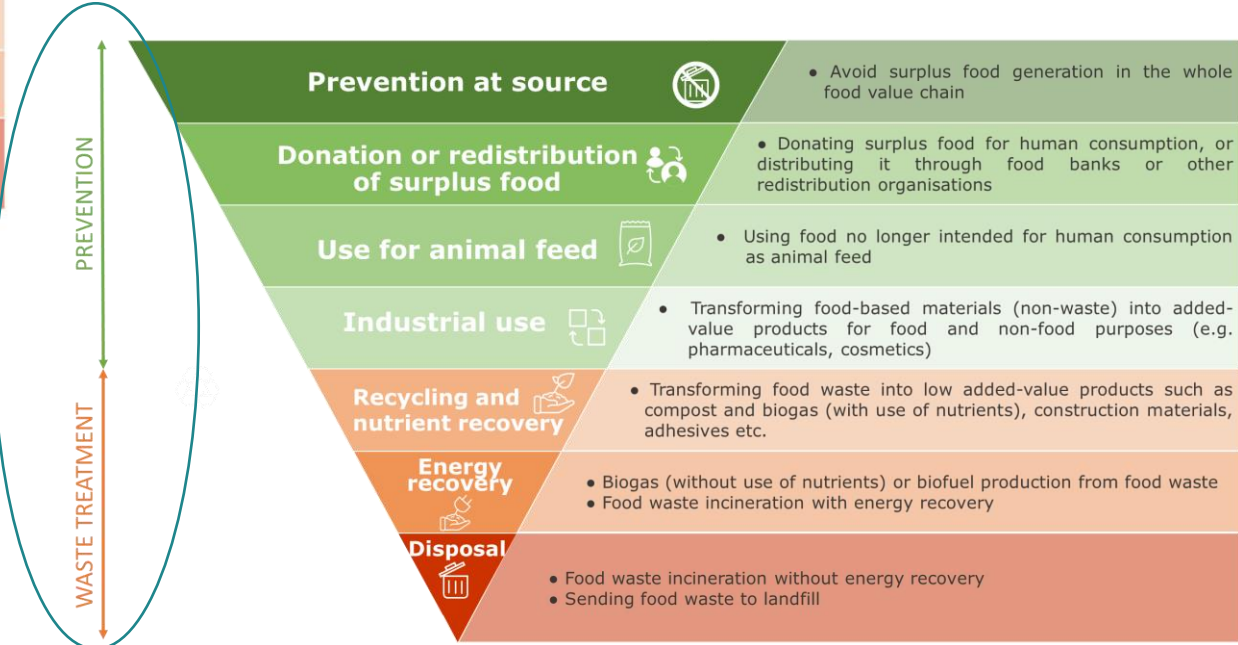 PREVENTION
WASTE TREATMENT
Prevention at source
● Avoid surplus food generation in the whole
food value chain
Donation or redistribution
of surplus food
● Donating surplus food for human consumption, or
distributing it through food banks or other
redistribution organisations
Use for animal feed
● Using food no longer intended for human consumption
as animal feed
Industrial use
● Transforming food-based materials (non-waste) into added-
value products for food and non-food purposes (e.g.
pharmaceuticals, cosmetics)
Recycling and
nutrient recovery
● Transforming food waste into low added-value products such as
compost and biogas (with use of nutrients), construction materials,
adhesives etc.
Energy
recovery
● Biogas (without use of nutrients) or biofuel production from food waste
● Food waste incineration with energy recovery
Disposal
● Food waste incineration without energy recovery
● Sending food waste to landfill